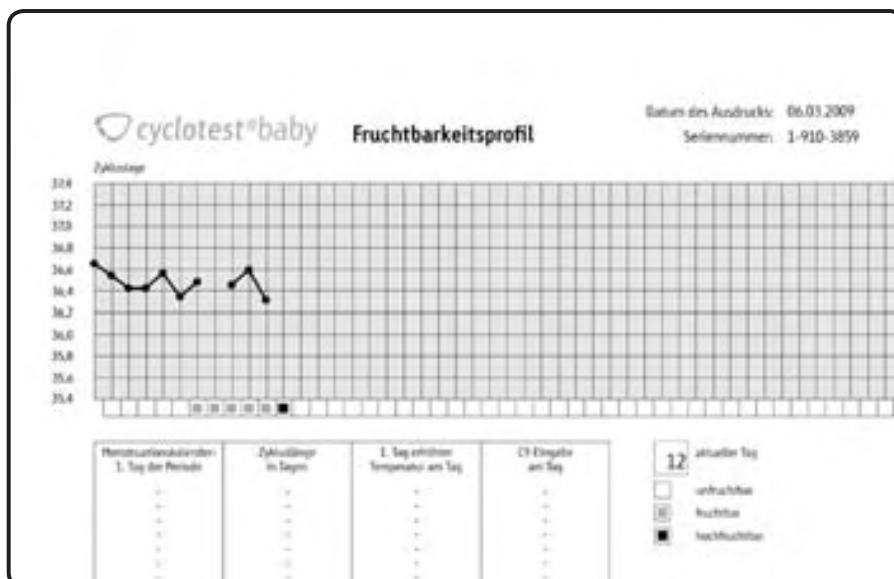 cyclotest®baby
Fruchtbarkeitsprofil
Datum des Ausdrucks: 06.03.2009
Seriennummer: 1-910-3859
Zyklustage
37,4
37,2
37,0
36,8
36,6
36,4
36,2
36,0
35,8
35,6
35,4
Menstruationskalender:
1. Tag der Periode
Zykluslänge
in Tagen
1. Tag erhöhter
Temperatur am Tag
Eingabe
am Tag
12 aktueller Tag
unfruchtbar
fruchtbar
hochfruchtbar